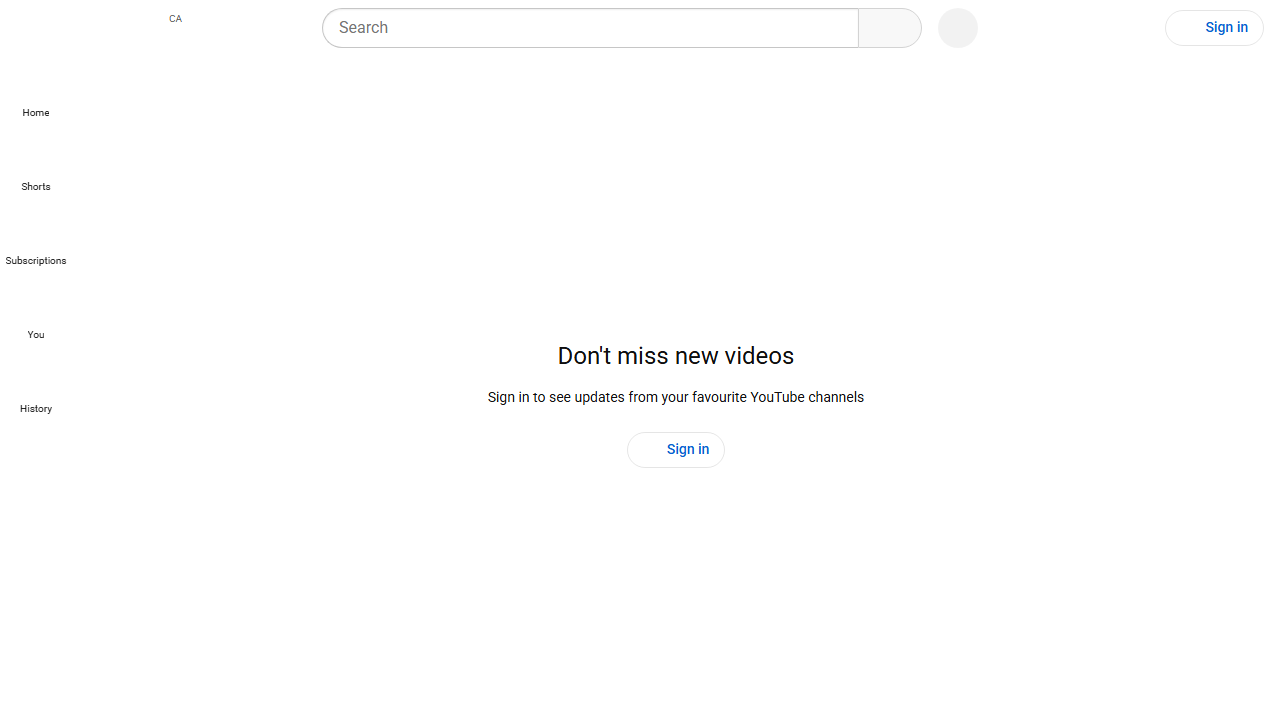 CA
Search
Sign in
Home
Shorts
Subscriptions
You
History
Don't miss new videos
Sign in to see updates from your favourite YouTube channels
Sign in